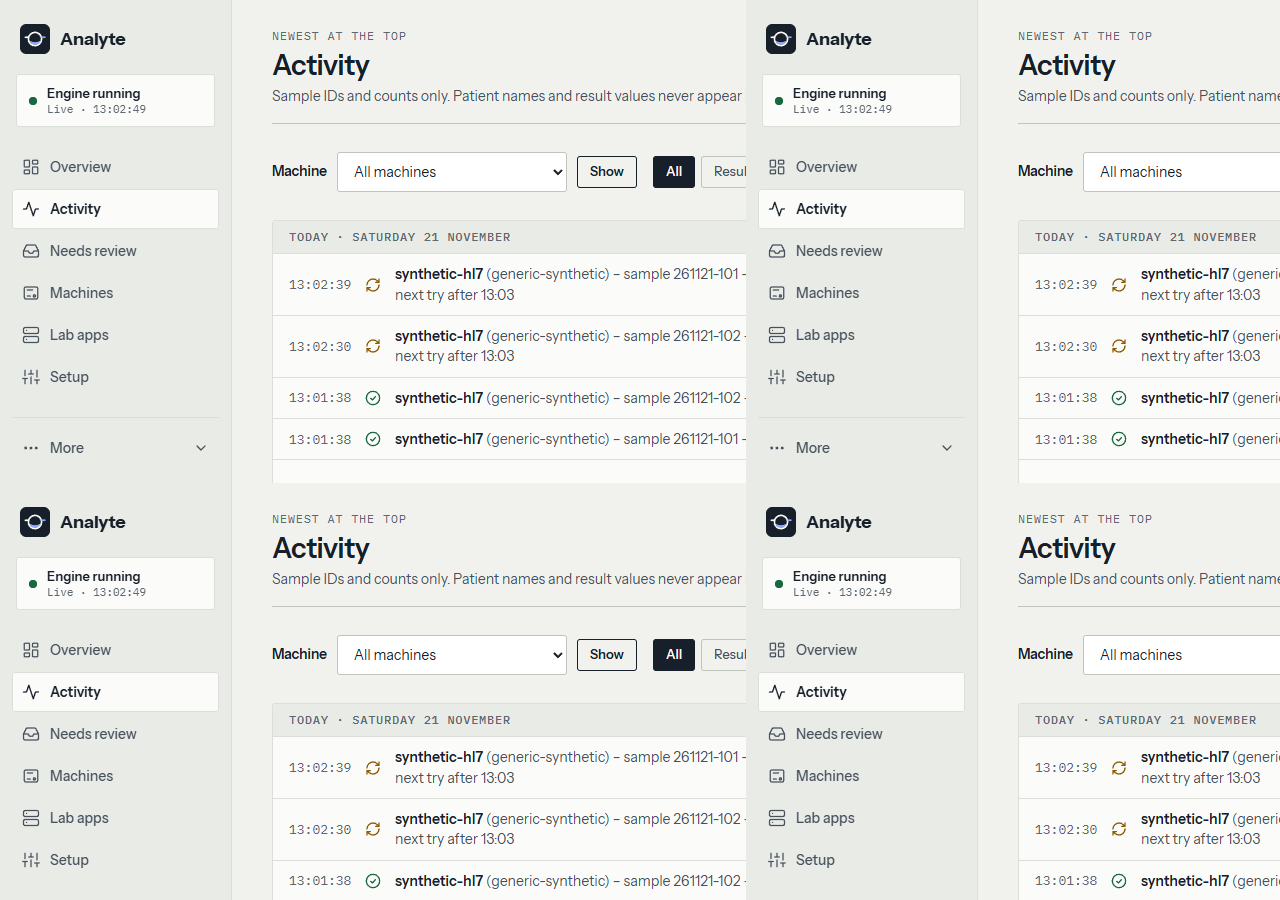 Analyte
Engine running
Live · 13:02:49
Overview
Activity
Needs review
Machines
Lab apps
Setup
More
NEWEST AT THE TOP
Activity
Sample IDs and counts only. Patient names and result values never appear
Machine All machines Show All Resul
TODAY · SATURDAY 21 NOVEMBER
13:02:39 synthetic-hl7 (generic-synthetic) – sample 261121-101 -
next try after 13:03
13:02:30 synthetic-hl7 (generic-synthetic) – sample 261121-102 -
next try after 13:03
13:01:38 synthetic-hl7 (generic-synthetic) – sample 261121-102 -
13:01:38 synthetic-hl7 (generic-synthetic) – sample 261121-101 -
Analyte
Engine running
Live · 13:02:49
Overview
Activity
Needs review
Machines
Lab apps
Setup
More
NEWEST AT THE TOP
Activity
Sample IDs and counts only. Patient name
Machine All machines
TODAY · SATURDAY 21 NOVEMBER
13:02:39 synthetic-hl7 (gene
next try after 13:03
13:02:30 synthetic-hl7 (gene
next try after 13:03
13:01:38 synthetic-hl7 (gene
13:01:38 synthetic-hl7 (gene
Analyte
Engine running
Live · 13:02:49
Overview
Activity
Needs review
Machines
Lab apps
Setup
NEWEST AT THE TOP
Activity
Sample IDs and counts only. Patient names and result values never appear
Machine All machines Show All Resul
TODAY · SATURDAY 21 NOVEMBER
13:02:39 synthetic-hl7 (generic-synthetic) – sample 261121-101 -
next try after 13:03
13:02:30 synthetic-hl7 (generic-synthetic) – sample 261121-102 -
next try after 13:03
13:01:38 synthetic-hl7 (generic-synthetic) – sample 261121-102 -
Analyte
Engine running
Live · 13:02:49
Overview
Activity
Needs review
Machines
Lab apps
Setup
NEWEST AT THE TOP
Activity
Sample IDs and counts only. Patient name
Machine All machines
TODAY · SATURDAY 21 NOVEMBER
13:02:39 synthetic-hl7 (gene
next try after 13:03
13:02:30 synthetic-hl7 (gene
next try after 13:03
13:01:38 synthetic-hl7 (gene